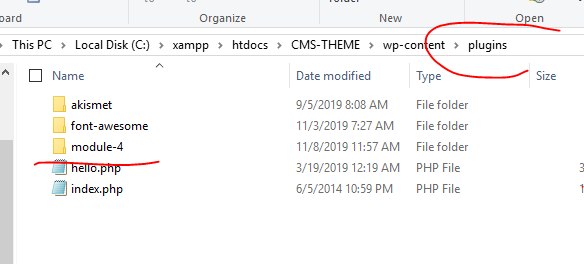 to to folder
oard Organize New Open
This PC > Local Disk (C:) > xampp > htdocs > CMS-THEME > wp-content > plugins
Name Date modified Type Size
akismet 9/5/2019 8:08 AM File folder
font-awesome 11/3/2019 7:27 AM File folder
module-4 11/8/2019 11:57 AM File folder
hello.php 3/19/2019 12:19 AM PHP File 3
index.php 6/5/2014 10:59 PM PHP File 1